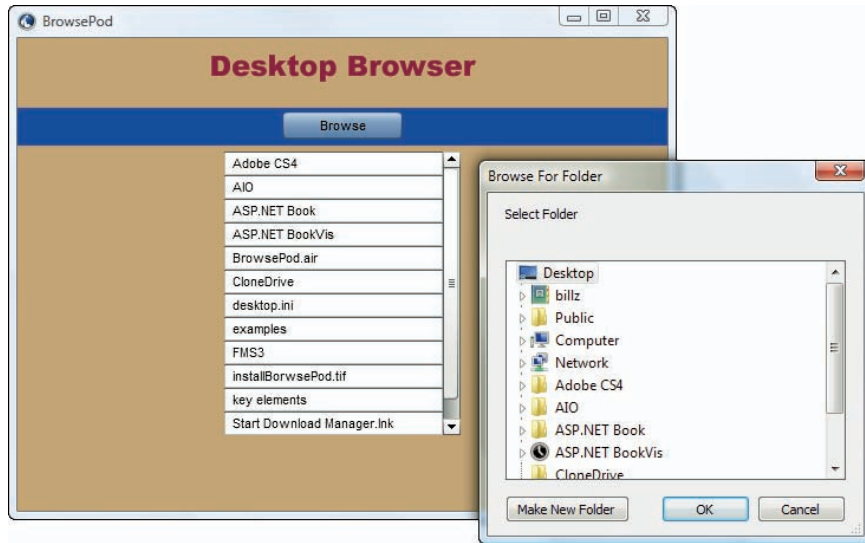 BrowsePod
Desktop Browser
Browse
Adobe CS4
AIO
ASP.NET Book
ASP.NET BookVis
BrowsePod.air
CloneDrive
desktop.ini
examples
FMS3
installBorwsePod.tif
key elements
Start Download Manager.lnk
Browse For Folder
Select Folder
Desktop
billz
Public
Computer
Network
Adobe CS4
AIO
ASP.NET Book
ASP.NET BookVis
CloneDrive
Make New Folder
OK
Cancel